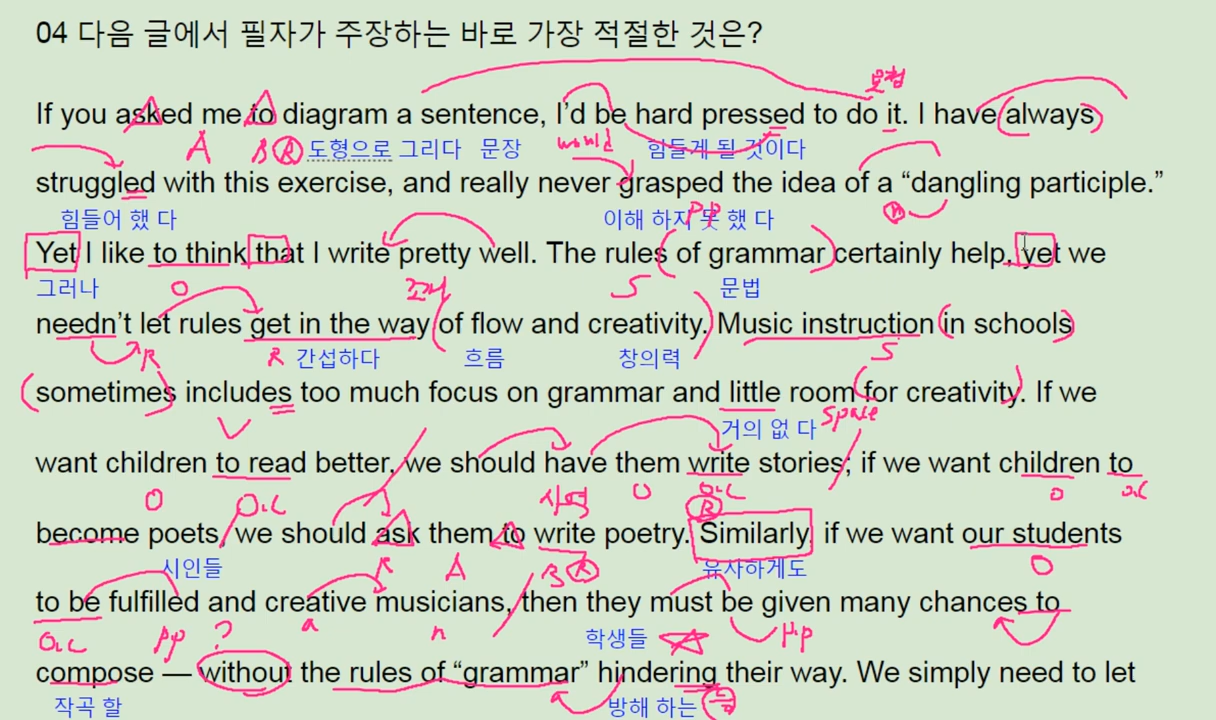 04 다음 글에서 필자가 주장하는 바로 가장 적절한 것은?
모험
If you asked me to diagram a sentence, I'd be hard pressed to do it. I have always
A B R 도형으로 그리다 문장 would 힘들게 될 것이다
struggled with this exercise, and really never grasped the idea of a “dangling participle.”
힘들어 했 다 이해 하지 못 했 다 n
Yet I like to think that I write pretty well. The rules of grammar certainly help, yet we
그러나 O S 문법
needn't let rules get in the way of flow and creativity. Music instruction in schools
R R 간섭하다 흐름 창의력 S
sometimes includes too much focus on grammar and little room for creativity. If we
V 거의 없 다 space
want children to read better, we should have them write stories; if we want children to
O O.C 사역 O O.C R O O.C
become poets, we should ask them to write poetry. Similarly, if we want our students
시인들 R A B R 유사하게도 O
to be fulfilled and creative musicians, then they must be given many chances to
O.C pp ? a n 학생들 p.p
compose — without the rules of “grammar” hindering their way. We simply need to let
작곡 할 방해 하는